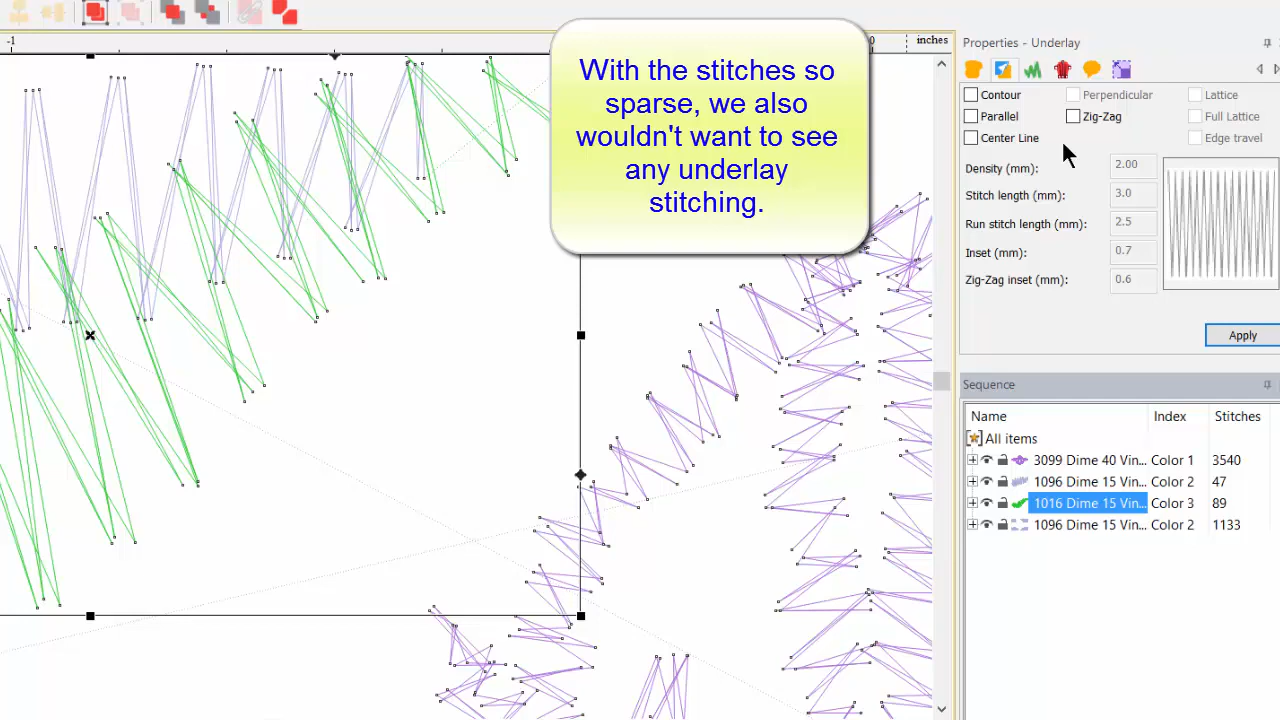 -1
0
inches
With the stitches so
sparse, we also
wouldn't want to see
any underlay
stitching.
Properties - Underlay
Contour
Perpendicular
Lattice
Parallel
Zig-Zag
Full Lattice
Center Line
Edge travel
Density (mm): 2.00
Stitch length (mm): 3.0
Run stitch length (mm): 2.5
Inset (mm): 0.7
Zig-Zag inset (mm): 0.6
Apply
Sequence
Name Index Stitches
All items
3099 Dime 40 Vin... Color 1 3540
1096 Dime 15 Vin... Color 2 47
1016 Dime 15 Vin... Color 3 89
1096 Dime 15 Vin... Color 2 1133